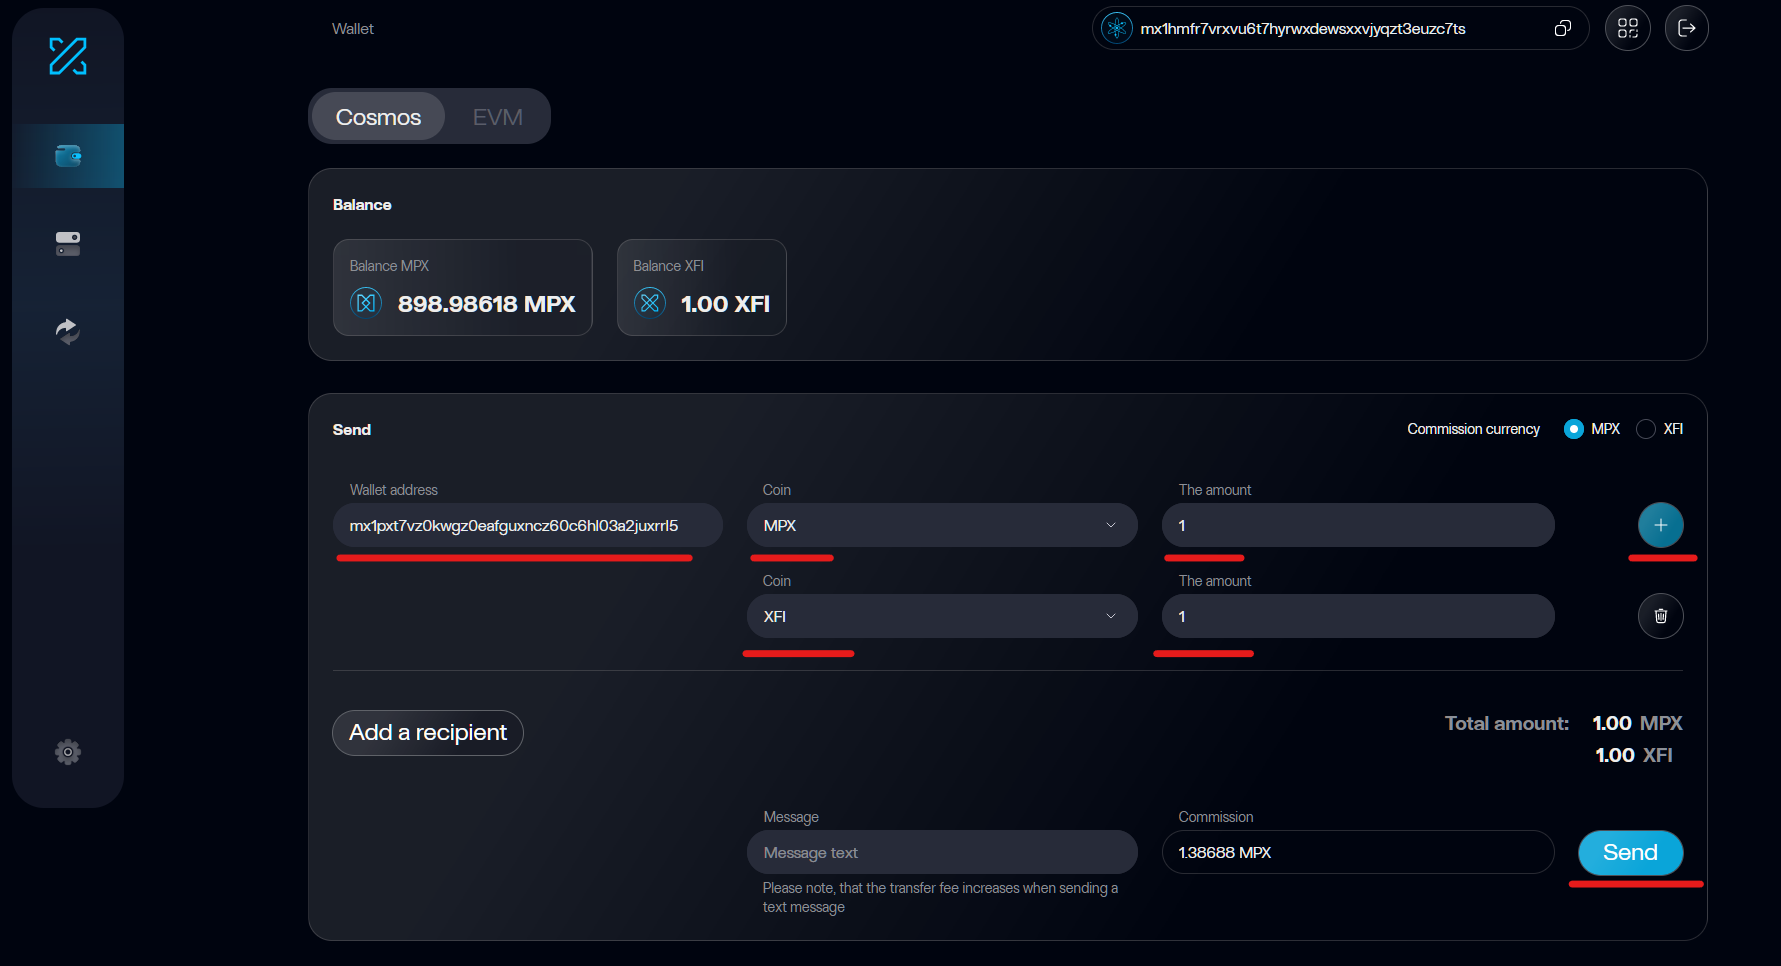 Wallet
mx1hmfr7vrxvu6t7hyrwxdewsxxvjyqzt3euzc7ts
Cosmos EVM
Balance
Balance MPX
898.98618 MPX
Balance XFI
1.00 XFI
Send
Commission currency MPX XFI
Wallet address
mx1pxt7vz0kwgz0eafguxncz60c6hl03a2juxrrl5
Coin
MPX
The amount
1
Coin
XFI
The amount
1
Add a recipient
Total amount: 1.00 MPX
1.00 XFI
Message
Message text
Please note, that the transfer fee increases when sending a
text message
Commission
1.38688 MPX
Send